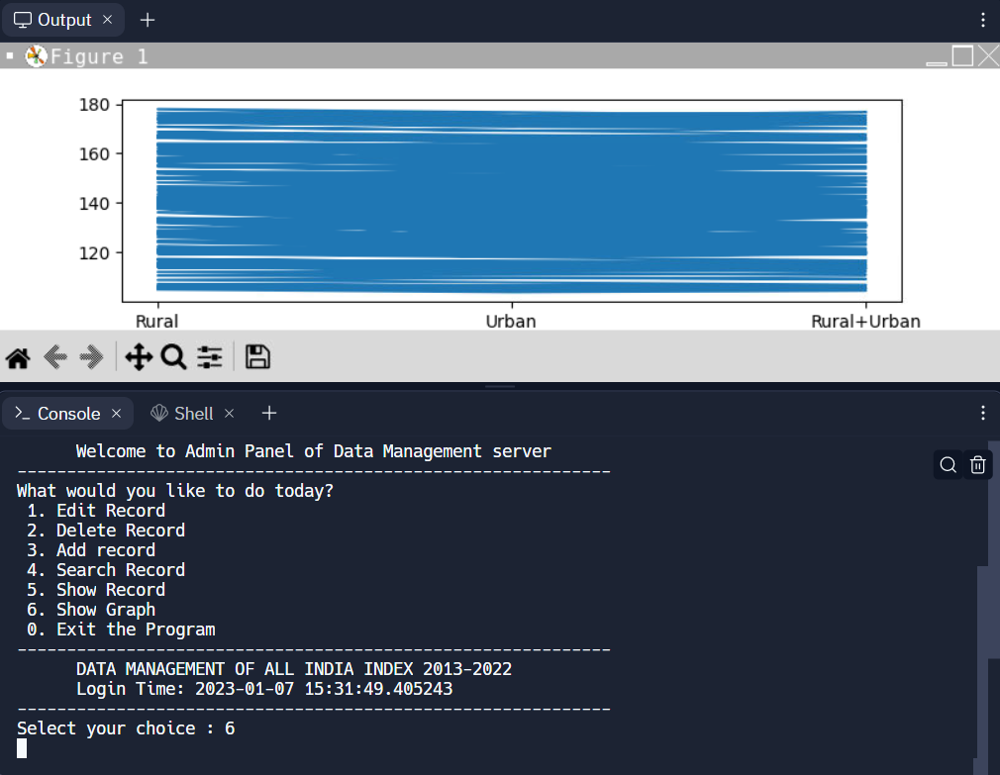 Output
Figure 1
180
160
140
120
Rural Urban Rural+Urban
Console Shell
Welcome to Admin Panel of Data Management server
------------------------------------------------------------
What would you like to do today?
1. Edit Record
2. Delete Record
3. Add record
4. Search Record
5. Show Record
6. Show Graph
0. Exit the Program
------------------------------------------------------------
DATA MANAGEMENT OF ALL INDIA INDEX 2013-2022
Login Time: 2023-01-07 15:31:49.405243
------------------------------------------------------------
Select your choice : 6